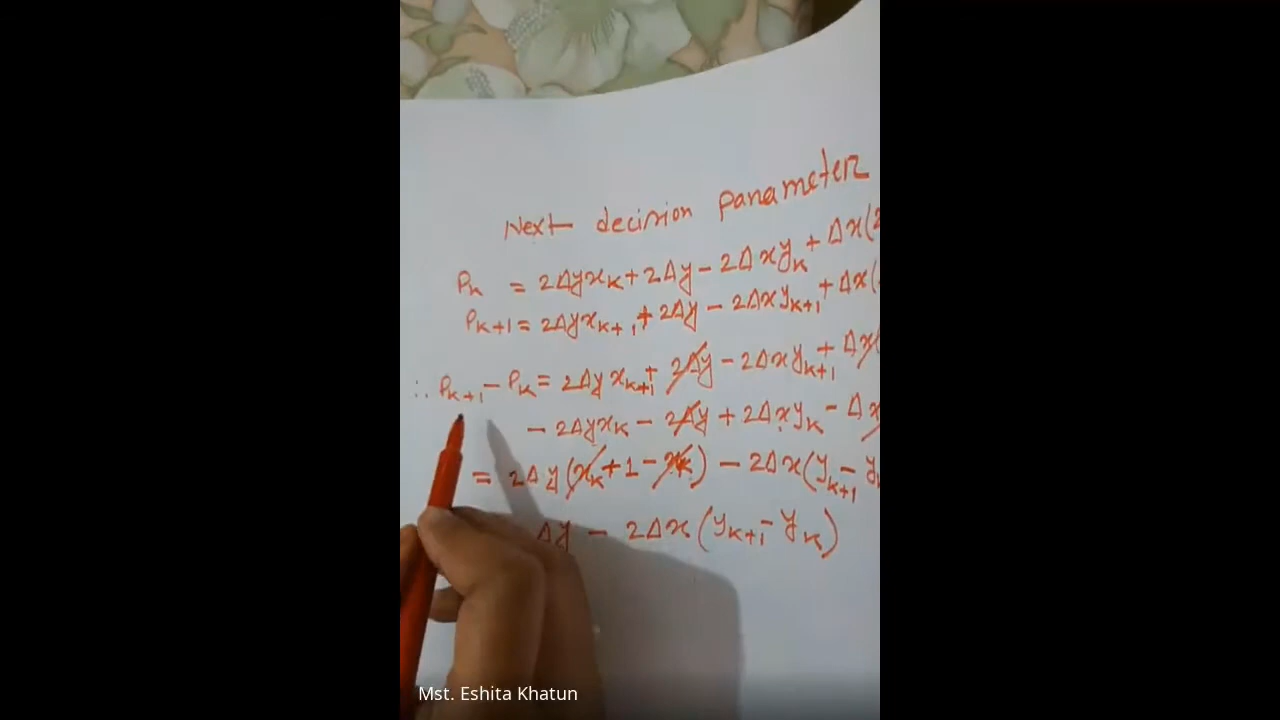 Next decision parameter
Pk = 2Δyxk + 2Δy - 2Δxyk + Δx(2
Pk+1 = 2Δyxk+1 + 2Δy - 2Δxyk+1 + Δx(
∴ Pk+1 - Pk = 2Δyxk+1 + 2Δy - 2Δxyk+1 + Δx(
- 2Δyxk - 2Δy + 2Δxyk - Δx
= 2Δy(xk + 1 - xk) - 2Δx(yk+1 - y
Δy - 2Δx(yk+1 - yk)
Mst. Eshita Khatun